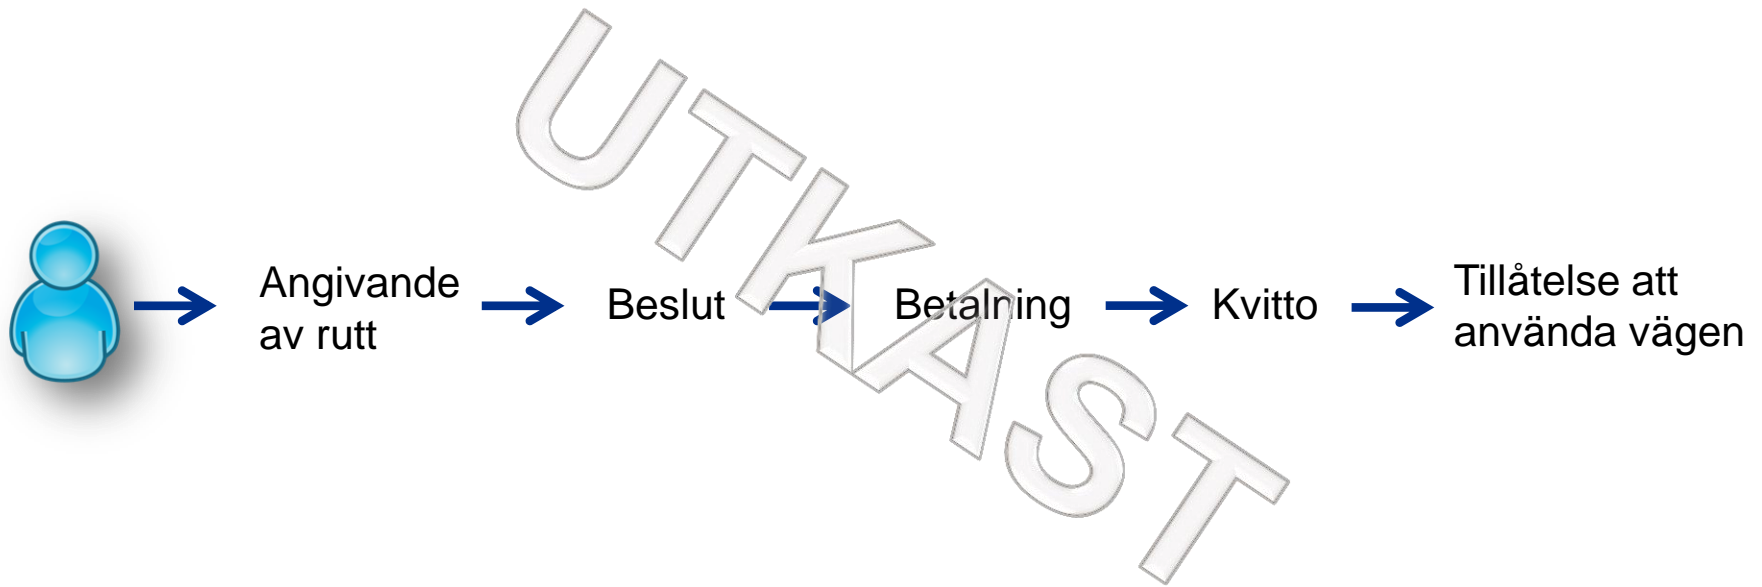 Angivande
av rutt
Beslut
Betalning
Kvitto
Tillåtelse att
använda vägen
UTKAST